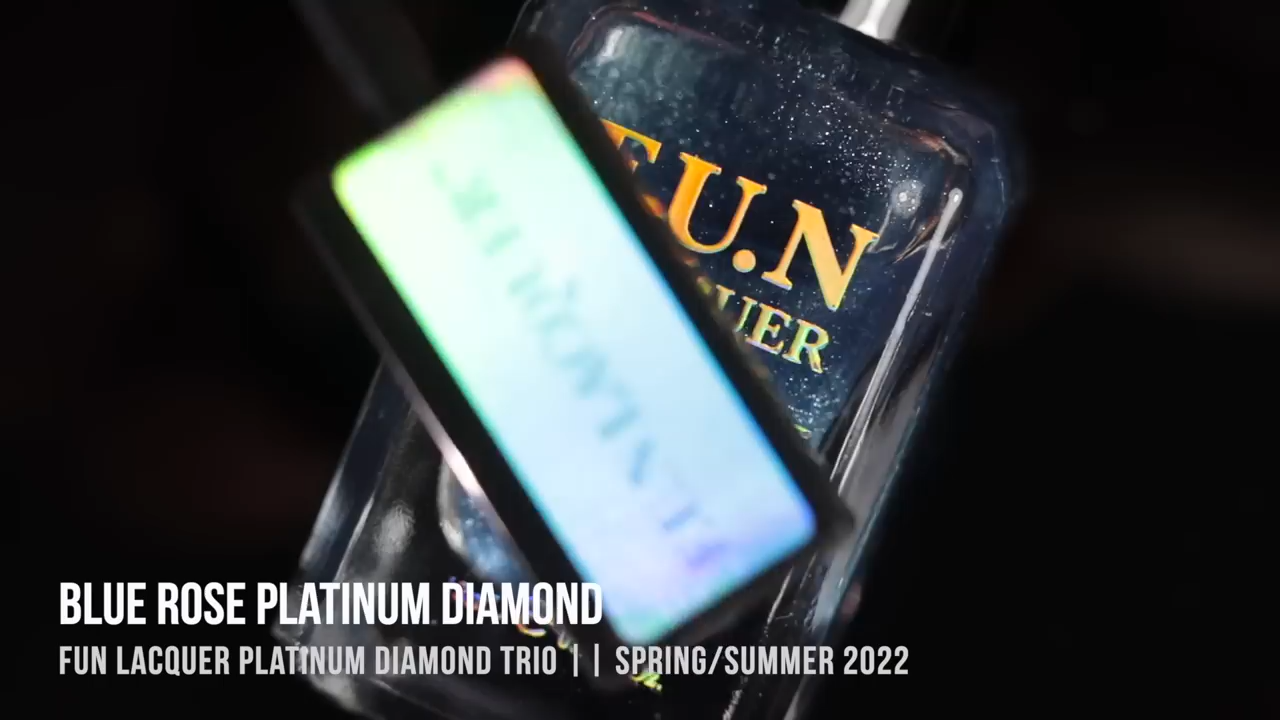 F.U.N
UER
BLUE ROSE PLATINUM DIAMOND
FUN LACQUER PLATINUM DIAMOND TRIO || SPRING/SUMMER 2022